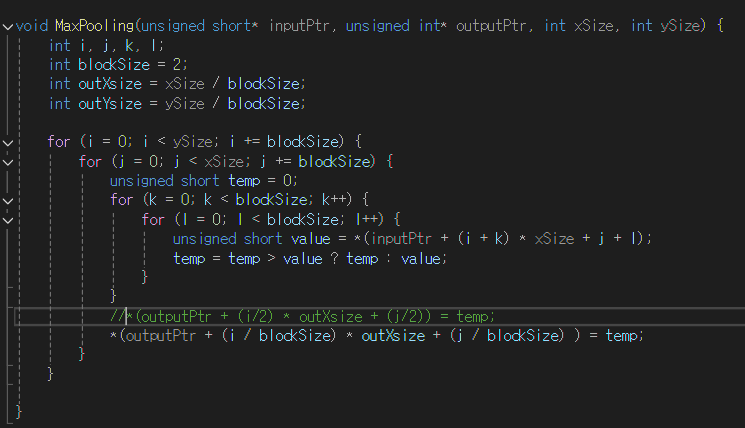 void MaxPooling(unsigned short* inputPtr, unsigned int* outputPtr, int xSize, int ySize) {
    int i, j, k, l;
    int blockSize = 2;
    int outXsize = xSize / blockSize;
    int outYsize = ySize / blockSize;

    for (i = 0; i < ySize; i += blockSize) {
        for (j = 0; j < xSize; j += blockSize) {
            unsigned short temp = 0;
            for (k = 0; k < blockSize; k++) {
                for (l = 0; l < blockSize; l++) {
                    unsigned short value = *(inputPtr + (i + k) * xSize + j + l);
                    temp = temp > value ? temp : value;
                }
            }
            //*(outputPtr + (i/2) * outXsize + (j/2)) = temp;
            *(outputPtr + (i / blockSize) * outXsize + (j / blockSize) ) = temp;
        }
    }

}